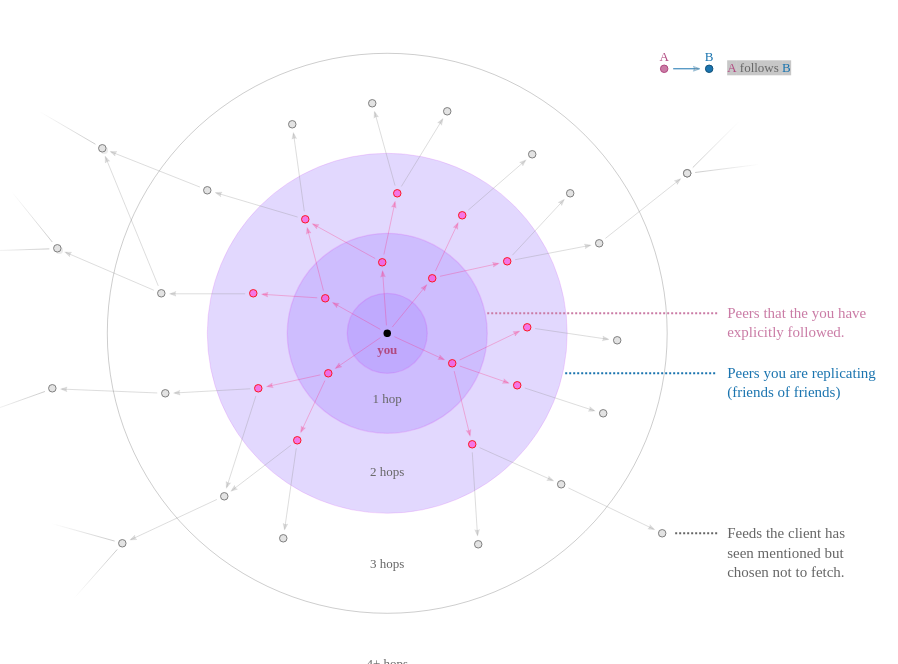 A B
A follows B
you
1 hop
2 hops
3 hops
4+ hops
Peers that the you have
explicitly followed.
Peers you are replicating
(friends of friends)
Feeds the client has
seen mentioned but
chosen not to fetch.